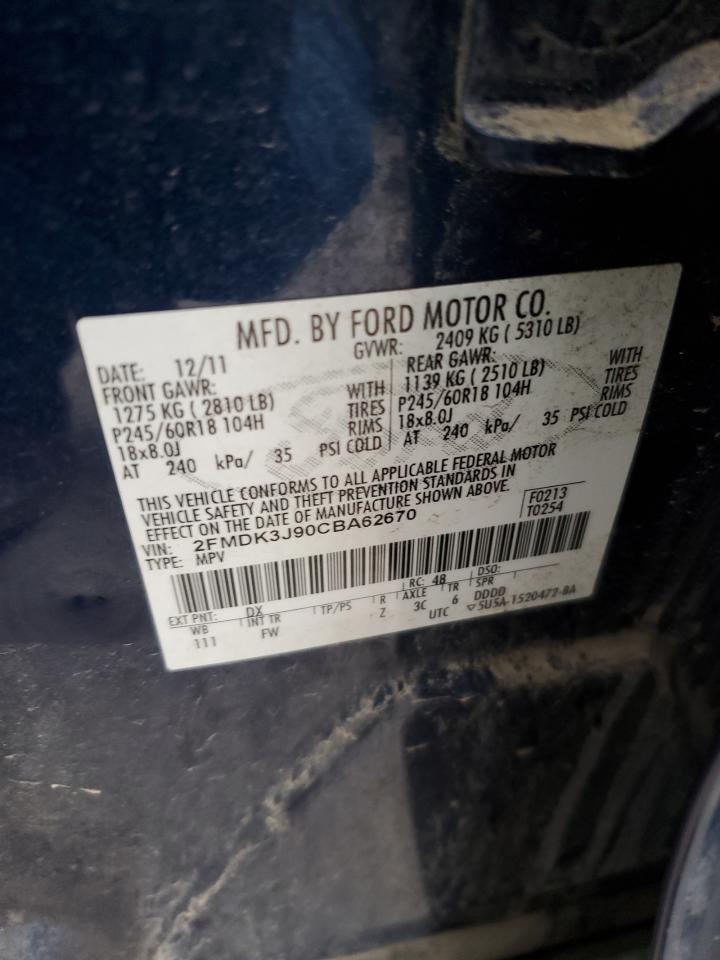 MFD. BY FORD MOTOR CO.
DATE: 12/11 GVWR: 2409 KG ( 5310 LB)
FRONT GAWR: REAR GAWR:
1275 KG ( 2810 LB) WITH 1139 KG ( 2510 LB) WITH
P245/60R18 104H TIRES P245/60R18 104H TIRES
18x8.0J RIMS 18x8.0J RIMS
AT 240 kPa/ 35 PSI COLD AT 240 kPa/ 35 PSI COLD
THIS VEHICLE CONFORMS TO ALL APPLICABLE FEDERAL MOTOR
VEHICLE SAFETY AND THEFT PREVENTION STANDARDS IN
EFFECT ON THE DATE OF MANUFACTURE SHOWN ABOVE.
VIN: 2FMDK3J90CBA62670 F0213
TYPE: MPV T0254
EXT PNT: DX RC: 48 DSO:
WB INT TR TP/PS R AXLE TR SPR
111 FW Z 3C 6 DDDD
UTC ▽5U5A-1520472-BA